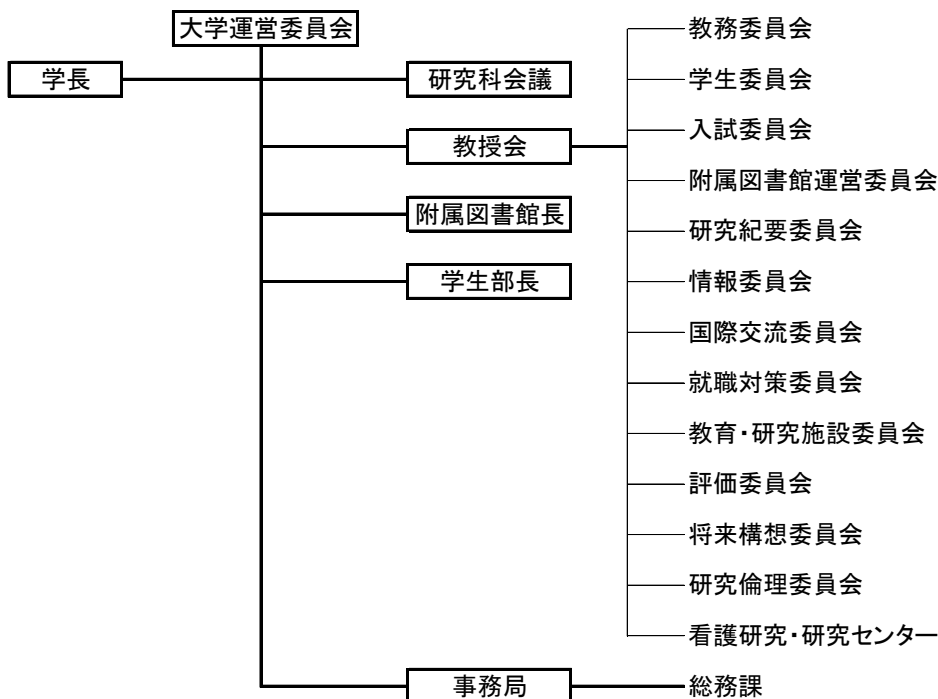 大学運営委員会
学長
研究科会議
教授会
附属図書館長
学生部長
事務局
教務委員会
学生委員会
入試委員会
附属図書館運営委員会
研究紀要委員会
情報委員会
国際交流委員会
就職対策委員会
教育・研究施設委員会
評価委員会
将来構想委員会
研究倫理委員会
看護研究・研究センター
総務課